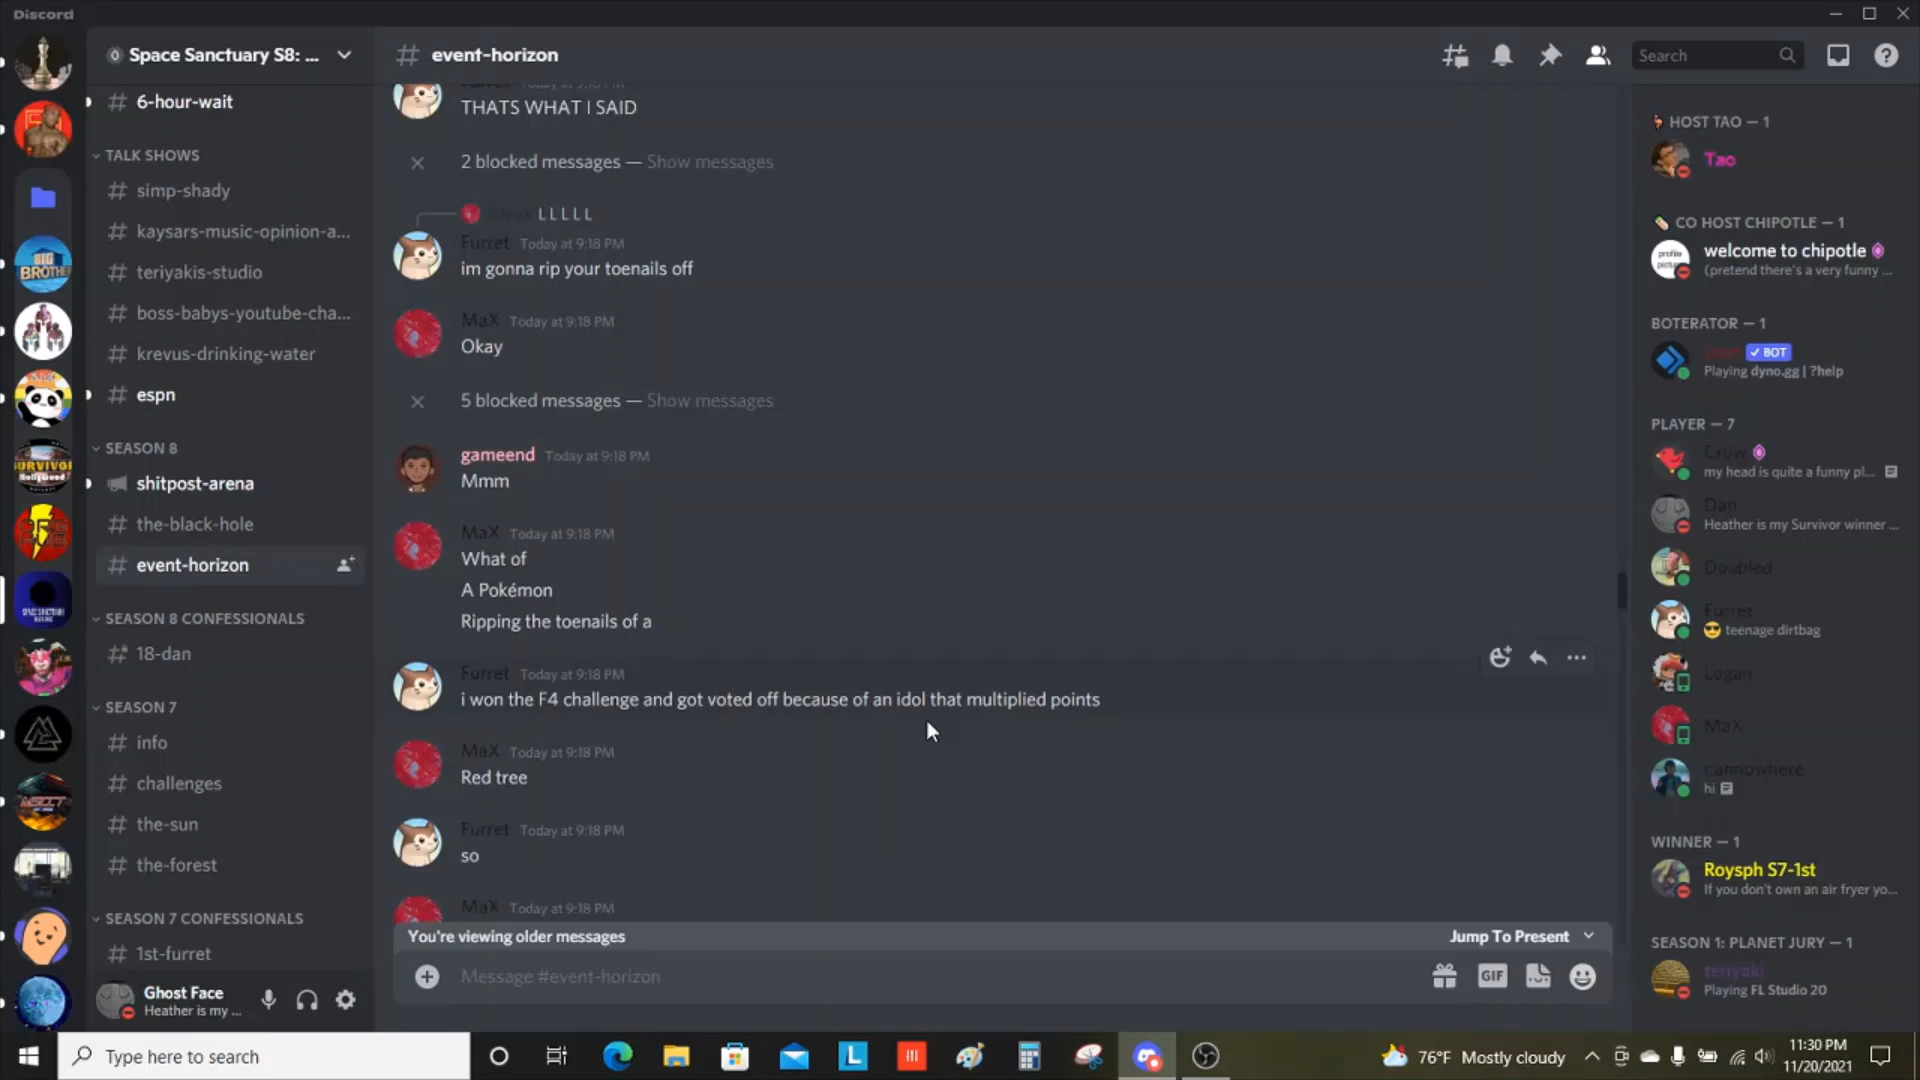 Discord
Space Sanctuary S8: ...
6-hour-wait
TALK SHOWS
simp-shady
kaysars-music-opinion-a...
teriyakis-studio
boss-babys-youtube-cha...
krevus-drinking-water
espn
SEASON 8
shitpost-arena
the-black-hole
event-horizon
SEASON 8 CONFESSIONALS
18-dan
SEASON 7
info
challenges
the-sun
the-forest
SEASON 7 CONFESSIONALS
1st-furret
Ghost Face
Heather is my ...
event-horizon
Search
THATS WHAT I SAID
2 blocked messages — Show messages
LLLLL
Furret Today at 9:18 PM
im gonna rip your toenails off
MaX Today at 9:18 PM
Okay
5 blocked messages — Show messages
gameend Today at 9:18 PM
Mmm
MaX Today at 9:18 PM
What of
A Pokémon
Ripping the toenails of a
Furret Today at 9:18 PM
i won the F4 challenge and got voted off because of an idol that multiplied points
MaX Today at 9:18 PM
Red tree
Furret Today at 9:18 PM
so
MaX Today at 9:18 PM
You're viewing older messages
Jump To Present
Message #event-horizon
GIF
HOST TAO — 1
Tao
CO HOST CHIPOTLE — 1
profile
welcome to chipotle
(pretend there's a very funny ...
BOTERATOR — 1
BOT
Playing dyno.gg | ?help
PLAYER — 7
Crow
my head is quite a funny pl...
Dan
Heather is my Survivor winner ...
Doubled
Furret
teenage dirtbag
Logan
MaX
hi
WINNER — 1
Roysph S7-1st
If you don't own an air fryer yo...
SEASON 1: PLANET JURY — 1
teriyaki
Playing FL Studio 20
BIG
BROTHER
SURVIVOR
Type here to search
76°F Mostly cloudy
11:30 PM
11/20/2021